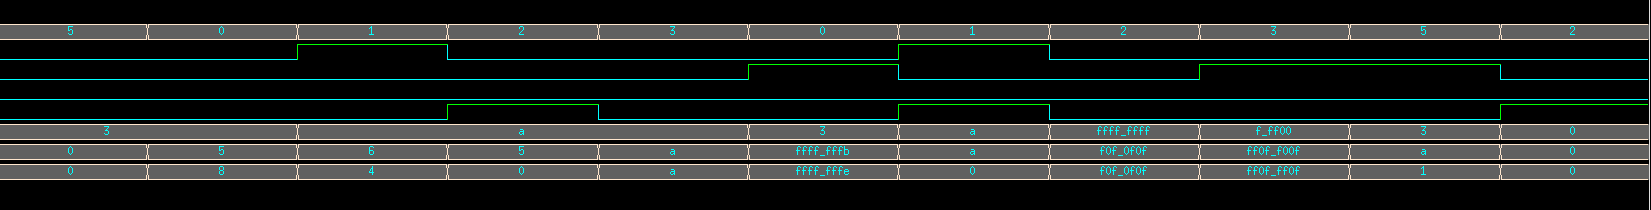 5 0 1 2 3 0 1 2 3 5 2
3 a 3 a ffff_ffff f_ff00 3 0
0 5 6 5 a ffff_fffb a f0f_0f0f ff0f_f00f a 0
0 8 4 0 a ffff_fffe 0 f0f_0f0f ff0f_ff0f 1 0